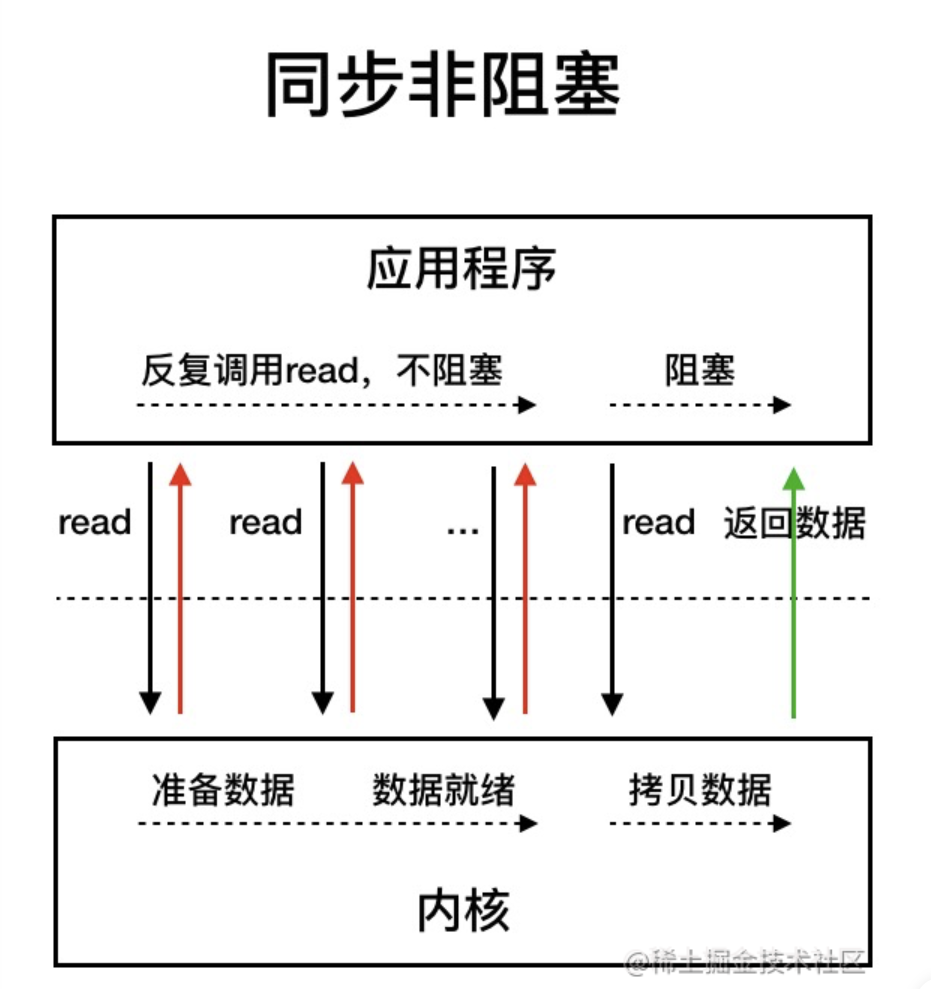 同步非阻塞
应用程序
反复调用read，不阻塞 阻塞
read read ... read 返回数据
准备数据 数据就绪 拷贝数据
内核
@稀土掘金技术社区